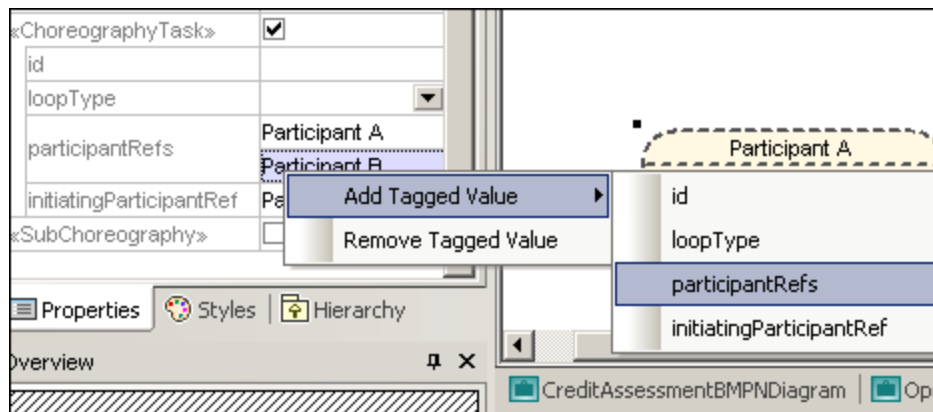 «ChoreographyTask»
id
loopType
participantRefs
Participant A
Participant B
initiatingParticipantRef
Pa
«SubChoreography»
Add Tagged Value
Remove Tagged Value
id
loopType
participantRefs
initiatingParticipantRef
Participant A
Properties
Styles
Hierarchy
Overview
CreditAssessmentBMPNDiagram
Op